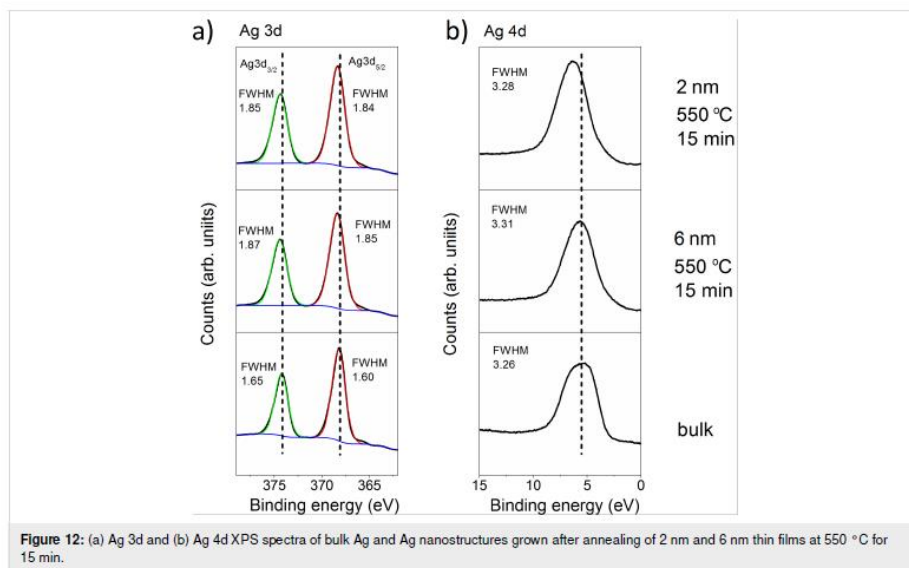 a) Ag 3d
b) Ag 4d
Ag3d3/2
Ag3d5/2
FWHM
1.85
FWHM
1.84
FWHM
3.28
2 nm
550 °C
15 min
FWHM
1.87
FWHM
1.85
FWHM
3.31
6 nm
550 °C
15 min
FWHM
1.65
FWHM
1.60
FWHM
3.26
bulk
Counts (arb. uniits)
Counts (arb. uniits)
375 370 365
15 10 5 0
Binding energy (eV)
Binding energy (eV)
Figure 12: (a) Ag 3d and (b) Ag 4d XPS spectra of bulk Ag and Ag nanostructures grown after annealing of 2 nm and 6 nm thin films at 550 °C for
15 min.